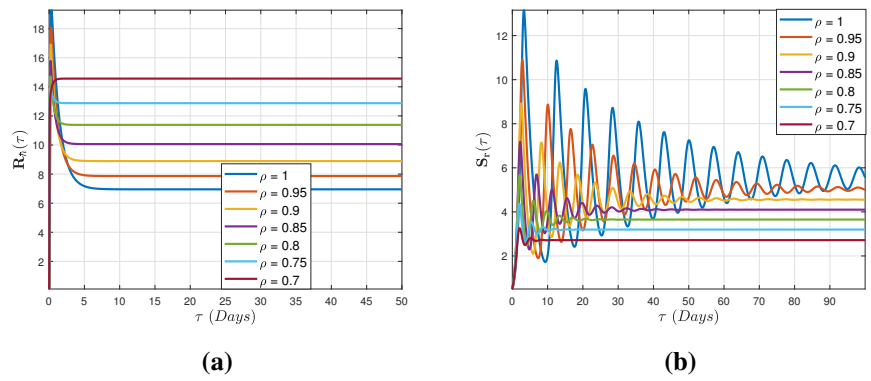 18
16
14
12
10
8
6
4
2
R_ℏ(τ)
ρ = 1
ρ = 0.95
ρ = 0.9
ρ = 0.85
ρ = 0.8
ρ = 0.75
ρ = 0.7
0 5 10 15 20 25 30 35 40 45 50
τ (Days)
(a)
12
10
8
6
4
2
S_r(τ)
ρ = 1
ρ = 0.95
ρ = 0.9
ρ = 0.85
ρ = 0.8
ρ = 0.75
ρ = 0.7
0 10 20 30 40 50 60 70 80 90
τ (Days)
(b)